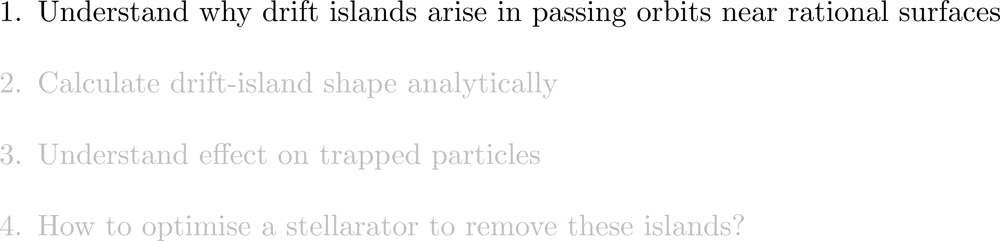 1. Understand why drift islands arise in passing orbits near rational surfaces
2. Calculate drift-island shape analytically
3. Understand effect on trapped particles
4. How to optimise a stellarator to remove these islands?